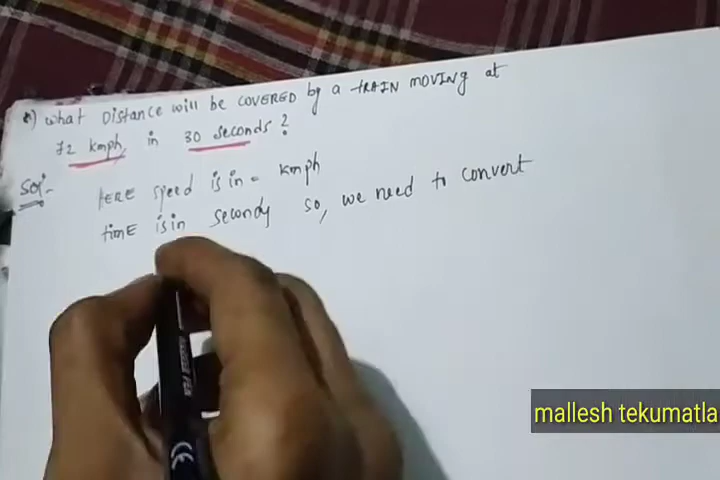 Q) What Distance will be COVERED by a TRAIN MOVING at
72 kmph, in 30 seconds?
Sol:- HERE speed is in = kmph
timE is in secondy so, we need to convert
mallesh tekumatla